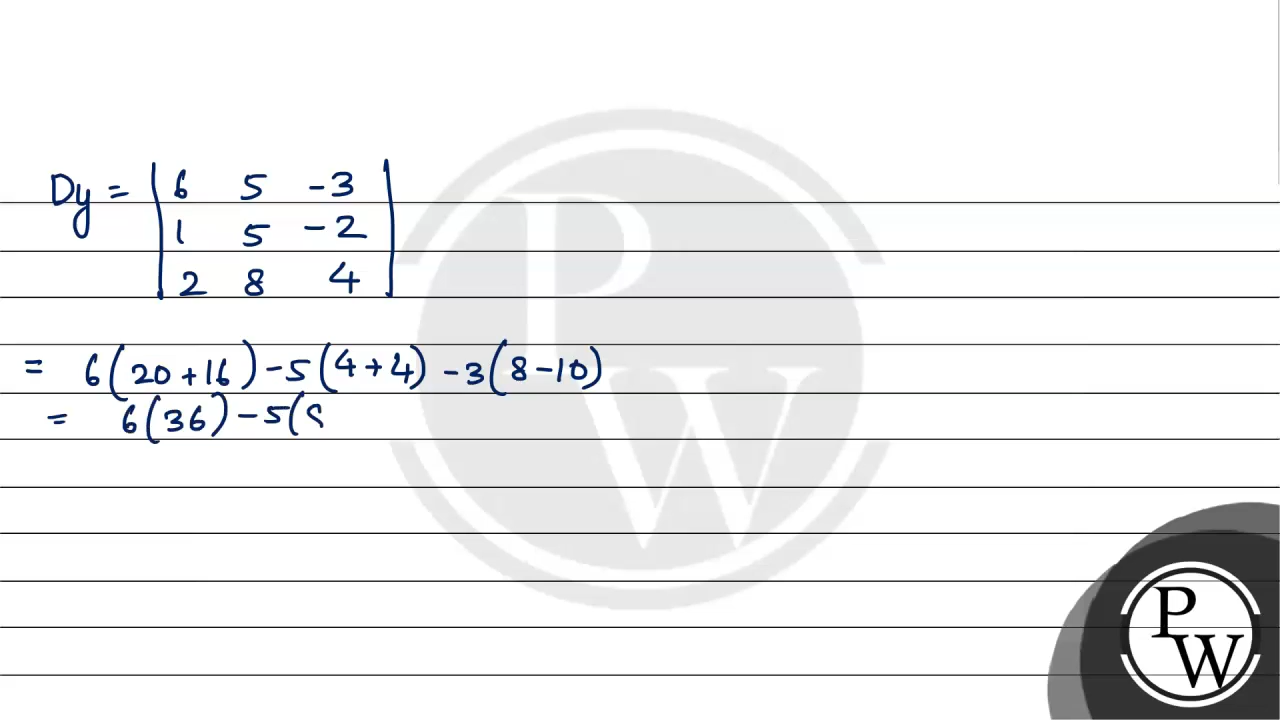 Dy = | 6 5 -3 |
| 1 5 -2 |
| 2 8 4 |
= 6(20+16) -5(4+4) -3(8-10)
= 6(36) -5(8
P
W
P
W